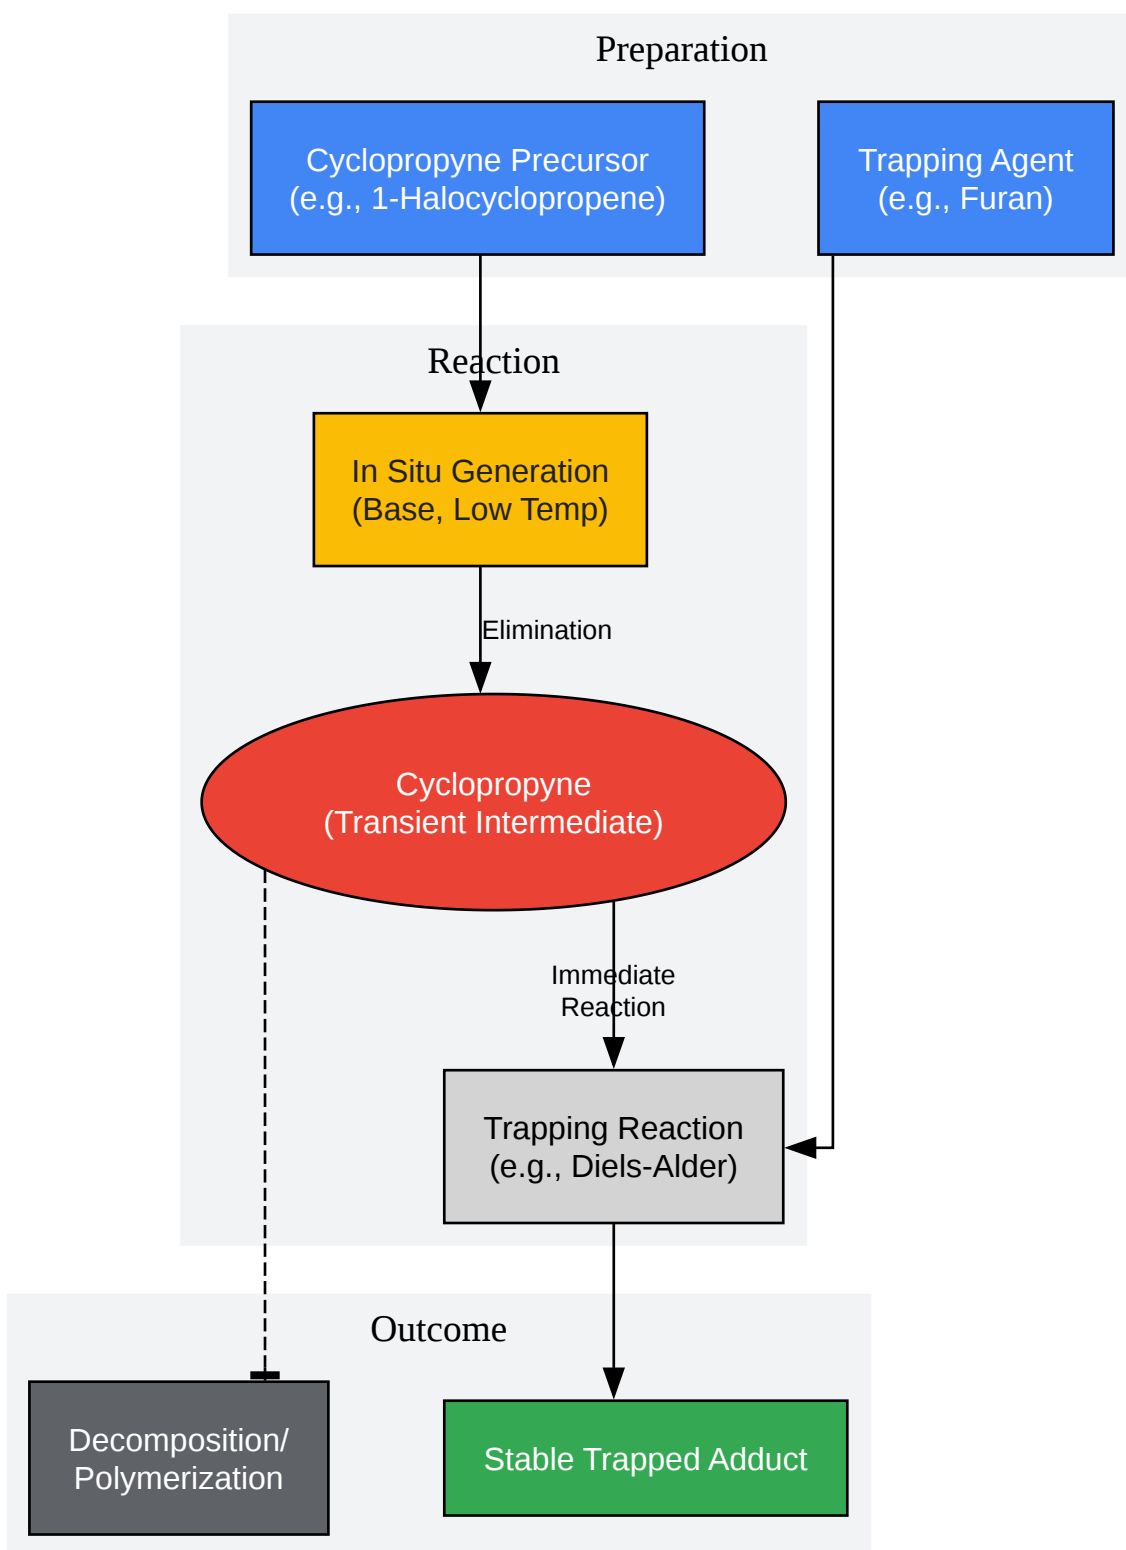 Preparation
Cyclopropyne Precursor
(e.g., 1-Halocyclopropene)
Trapping Agent
(e.g., Furan)
Reaction
In Situ Generation
(Base, Low Temp)
Elimination
Cyclopropyne
(Transient Intermediate)
Immediate
Reaction
Trapping Reaction
(e.g., Diels-Alder)
Outcome
Decomposition/
Polymerization
Stable Trapped Adduct